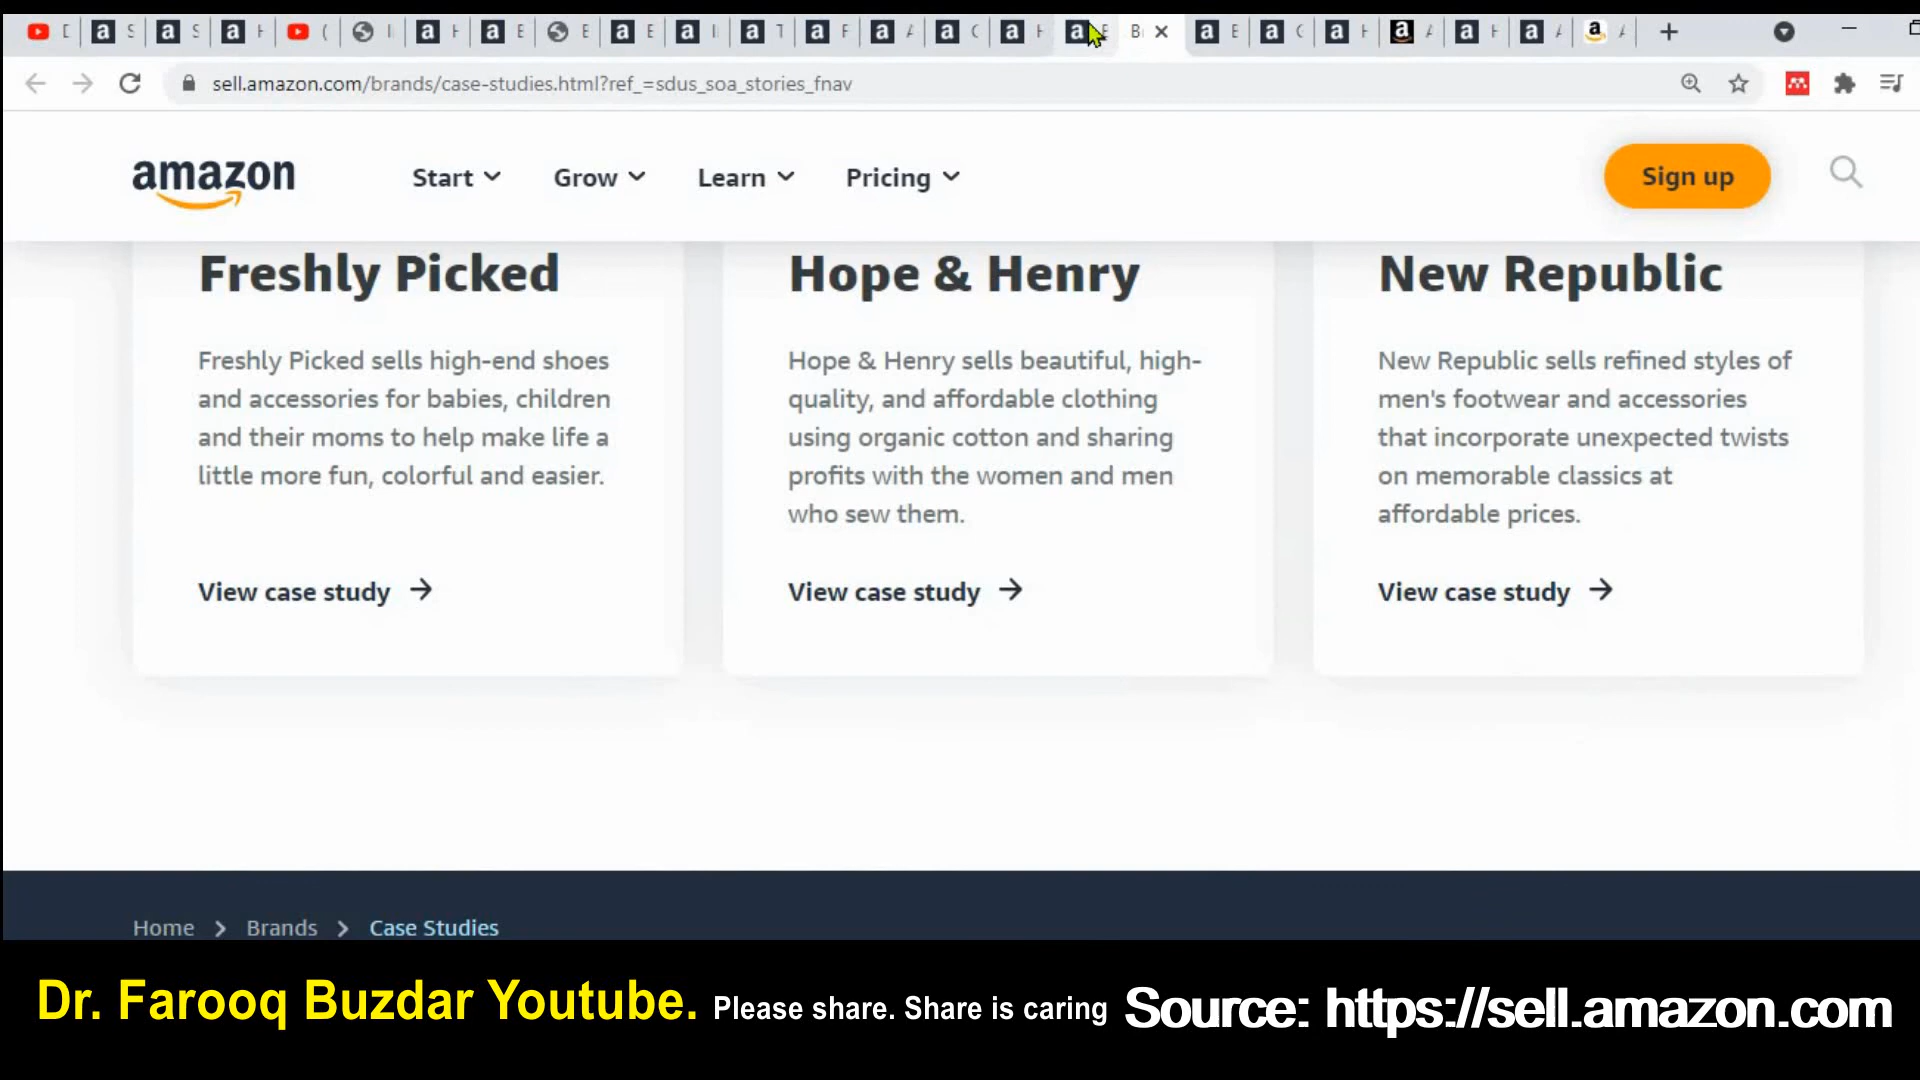 sell.amazon.com/brands/case-studies.html?ref_=sdus_soa_stories_fnav
amazon
Start
Grow
Learn
Pricing
Sign up
Freshly Picked
Freshly Picked sells high-end shoes
and accessories for babies, children
and their moms to help make life a
little more fun, colorful and easier.
View case study
Hope & Henry
Hope & Henry sells beautiful, high-
quality, and affordable clothing
using organic cotton and sharing
profits with the women and men
who sew them.
View case study
New Republic
New Republic sells refined styles of
men's footwear and accessories
that incorporate unexpected twists
on memorable classics at
affordable prices.
View case study
Home > Brands > Case Studies
Dr. Farooq Buzdar Youtube. Please share. Share is caring Source: https://sell.amazon.com